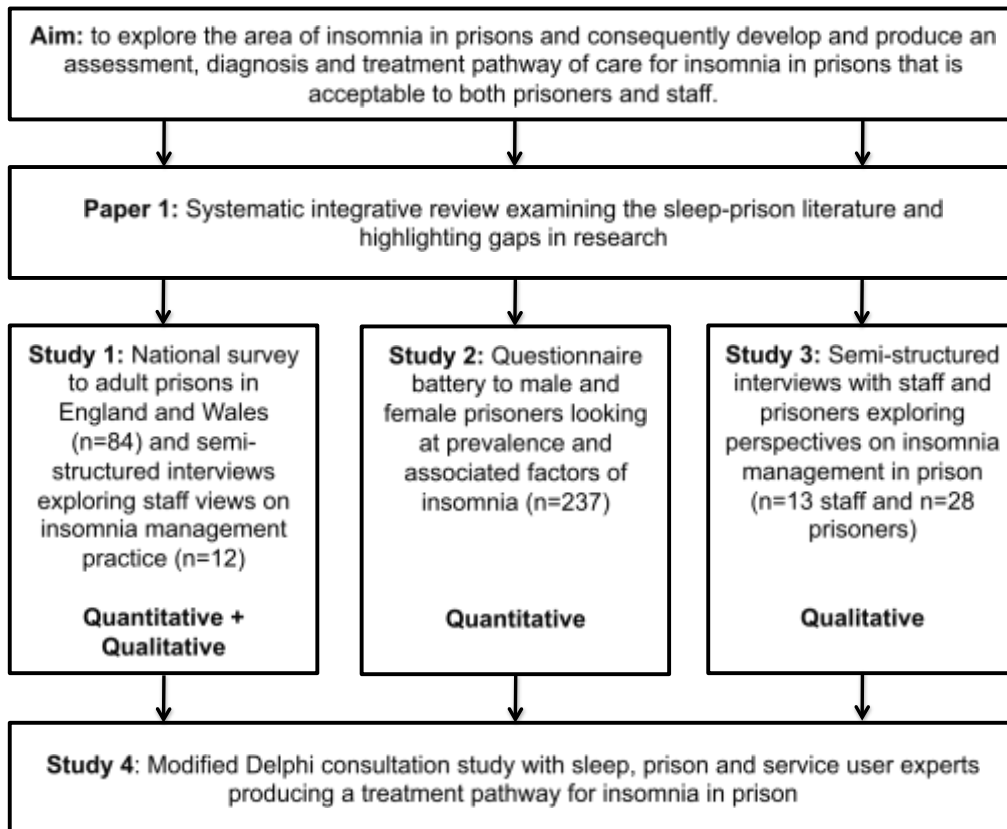 Aim: to explore the area of insomnia in prisons and consequently develop and produce an
assessment, diagnosis and treatment pathway of care for insomnia in prisons that is
acceptable to both prisoners and staff.
Paper 1: Systematic integrative review examining the sleep-prison literature and
highlighting gaps in research
Study 1: National survey
to adult prisons in
England and Wales
(n=84) and semi-
structured interviews
exploring staff views on
insomnia management
practice (n=12)
Quantitative +
Qualitative
Study 2: Questionnaire
battery to male and
female prisoners looking
at prevalence and
associated factors of
insomnia (n=237)
Quantitative
Study 3: Semi-structured
interviews with staff and
prisoners exploring
perspectives on insomnia
management in prison
(n=13 staff and n=28
prisoners)
Qualitative
Study 4: Modified Delphi consultation study with sleep, prison and service user experts
producing a treatment pathway for insomnia in prison